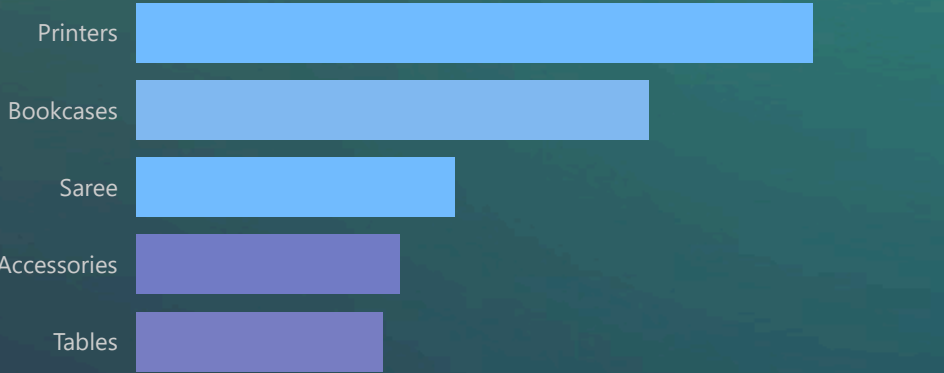 Printers
Bookcases
Saree
Accessories
Tables